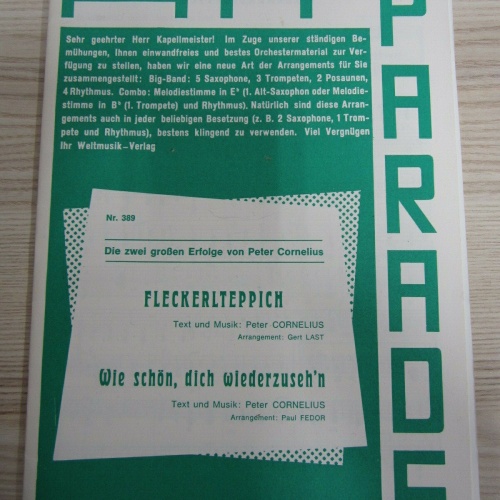 PARADE
Sehr geehrter Herr Kapellmeister! Im Zuge unserer ständigen Be-
mühungen, Ihnen einwandfreies und bestes Orchestermaterial zur Ver-
fügung zu stellen, haben wir eine neue Art der Arrangements für Sie
zusammengestellt: Big-Band: 5 Saxophone, 3 Trompeten, 2 Posaunen,
4 Rhythmus. Combo: Melodiestimme in Eᵇ (1. Alt-Saxophon oder Melodie-
stimme in Bᵇ (1. Trompete) und Rhythmus). Natürlich sind diese Arran-
gements auch in jeder beliebigen Besetzung (z. B. 2 Saxophone, 1 Trom-
pete und Rhythmus), bestens klingend zu verwenden. Viel Vergnügen
Ihr Weltmusik-Verlag
Nr. 389
Die zwei großen Erfolge von Peter Cornelius
FLECKERLTEPPICH
Text und Musik: Peter CORNELIUS
Arrangement: Gert LAST
Wie schön, dich wiederzuseh'n
Text und Musik: Peter CORNELIUS
Arrangement: Paul FEDOR